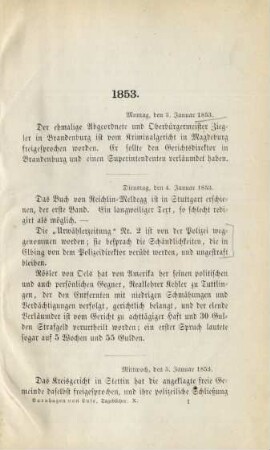 1853.
Montag, den 3. Januar 1853.
Der ehmalige Abgeordnete und Oberbürgermeister Zieg-
ler in Brandenburg ist vom Kriminalgericht in Magdeburg
freigesprochen worden. Er sollte den Gerichtsdirektor in
Brandenburg und einen Superintendenten verläumdet haben.
Dienstag, den 4. Januar 1853.
Das Buch von Reichlin-Meldegg ist in Stuttgart erschie-
nen, der erste Band. Ein langweiliger Text, so schlecht redi-
girt als möglich. —
Die „Urwählerzeitung“ Nr. 2 ist von der Polizei weg-
genommen worden; sie besprach die Schändlichkeiten, die in
Elbing von dem Polizeidirektor verübt werden, und ungestraft
bleiben.
Rösler von Oels hat von Amerika her seinen politischen
und auch persönlichen Gegner, Reallehrer Kohler zu Tuttlin-
gen, der den Entfernten mit niedrigen Schmähungen und
Verdächtigungen verfolgt hat, gerichtlich belangt, und der elende
Verläumder ist vom Gericht zu achttägiger Haft und 30 Gul-
den Strafgeld verurtheilt worden; ein erster Spruch lautete
sogar auf 5 Wochen und 55 Gulden.
Mittwoch, den 5. Januar 1853.
Das Kreisgericht in Stettin hat die angeklagte freie Ge-
meinde daselbst freigesprochen, und ihre polizeiliche Schließung
Varnhagen von Ense, Tagebücher. X. 1